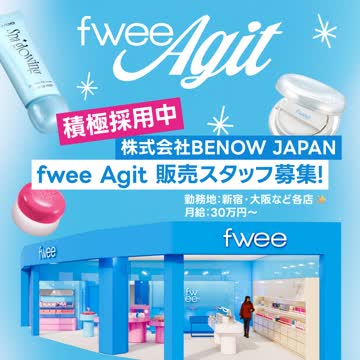 fwee Agit
Spinglowing
fwee
積極採用中
株式会社BENOW JAPAN
fwee Agit 販売スタッフ募集!
勤務地:新宿・大阪など各店
月給:30万円～
fwee
fwee